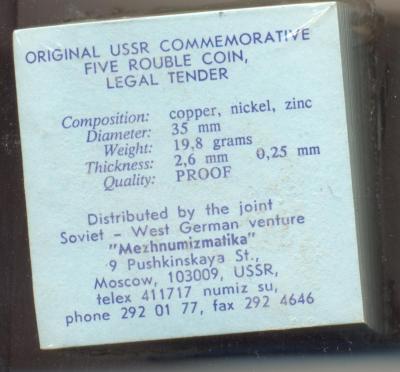 ORIGINAL USSR COMMEMORATIVE
FIVE ROUBLE COIN,
LEGAL TENDER
Composition: copper, nickel, zinc
Diameter: 35 mm
Weight: 19,8 grams
Thickness: 2,6 mm 0,25 mm
Quality: PROOF
Distributed by the joint
Soviet - West German venture
"Mezhnumizmatika"
9 Pushkinskaya St.,
Moscow, 103009, USSR,
telex 411717 numiz su,
phone 292 01 77, fax 292 4646